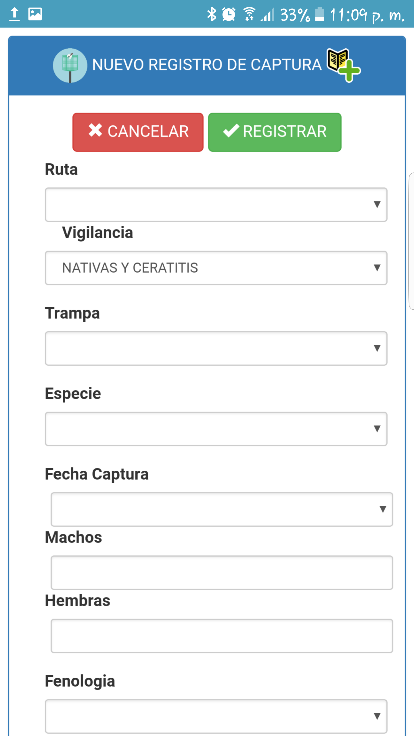 33% 11:09 p. m.
NUEVO REGISTRO DE CAPTURA
CANCELAR REGISTRAR
Ruta
Vigilancia
NATIVAS Y CERATITIS
Trampa
Especie
Fecha Captura
Machos
Hembras
Fenologia